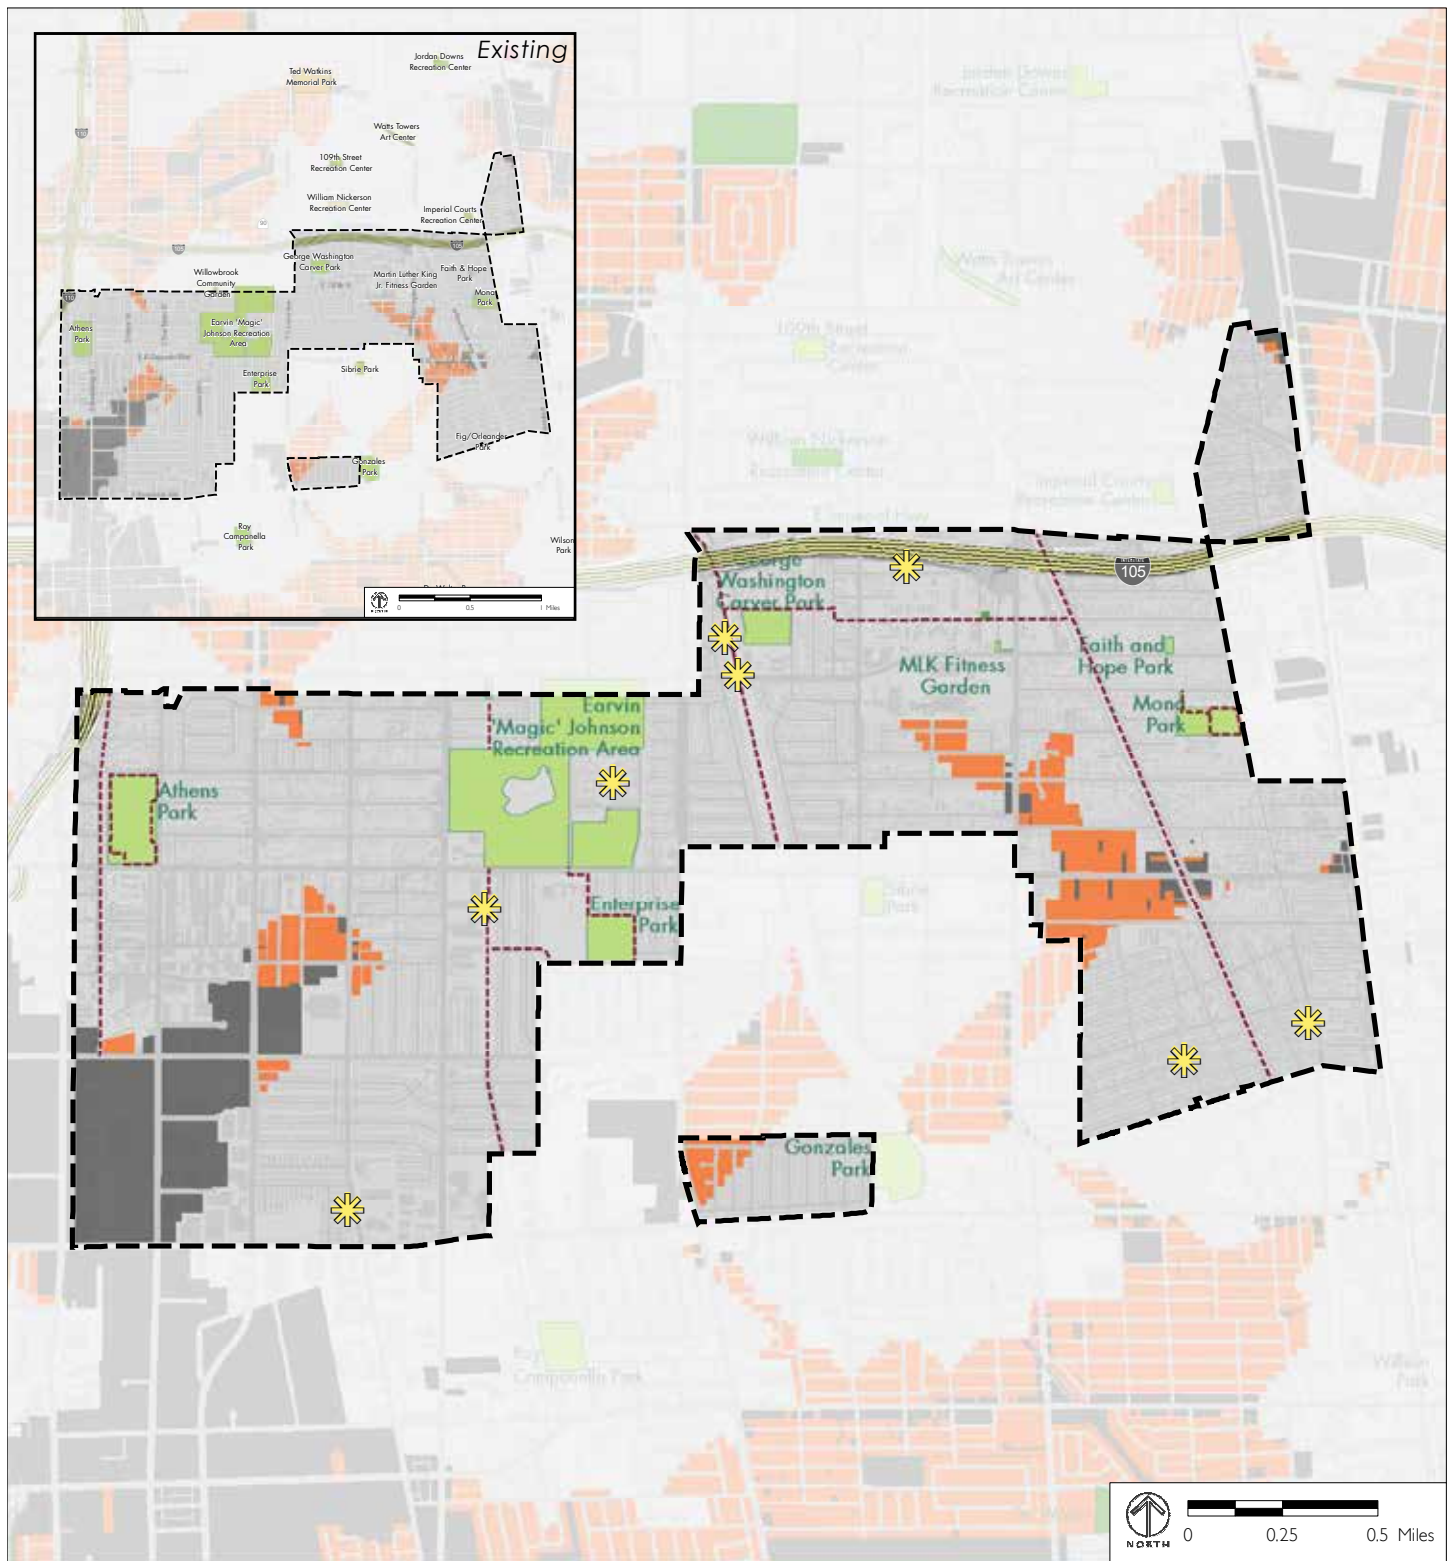 Existing
Jordan Downs
Recreation Center
Ted Watkins
Memorial Park
Watts Towers
Art Center
109th Street
Recreation Center
William Nickerson
Recreation Center
Imperial Courts
Recreation Center
George Washington
Carver Park
Willowbrook
Community
Garden
Martin Luther King
Jr. Fitness Garden
Faith & Hope
Park
Mona
Park
Athens
Park
Earvin 'Magic'
Johnson Recreation
Area
Enterprise
Park
Sibrie Park
Fig/Orleander
Park
Gonzales
Park
Roy
Campanella
Park
Wilson
Park
105
105
NORTH
0 0.5 1 Miles
Jordan Downs
Recreation Center
Watts Towers
Art Center
109th Street
Recreation
Center
William Nickerson
Recreation Center
Imperial Courts
Recreation Center
E Imperial Hwy
105
George
Washington
Carver Park
MLK Fitness
Garden
Faith and
Hope Park
Mona
Park
Earvin
'Magic' Johnson
Recreation Area
Athens
Park
Enterprise
Park
Park
Gonzales
Park
Campanella Park
Wilson
Park
NORTH
0 0.25 0.5 Miles